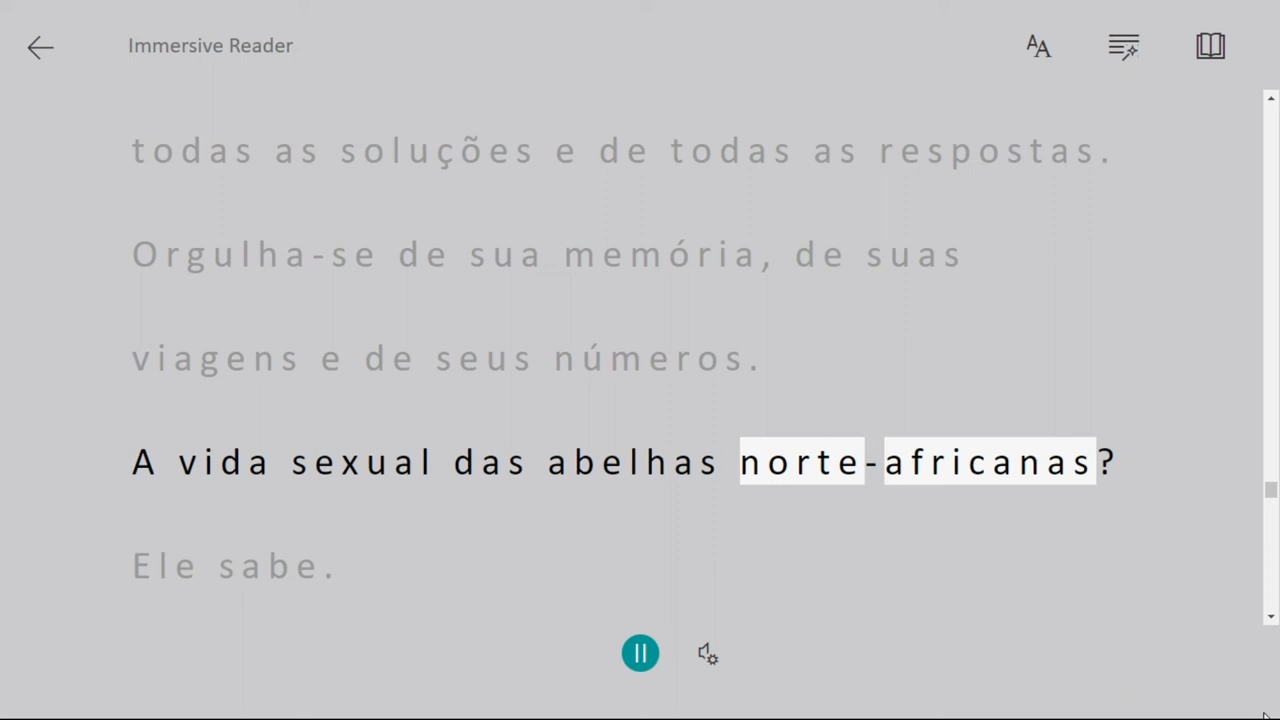 Immersive Reader
todas as soluções e de todas as respostas.
Orgulha-se de sua memória, de suas
viagens e de seus números.
A vida sexual das abelhas norte-africanas?
Ele sabe.